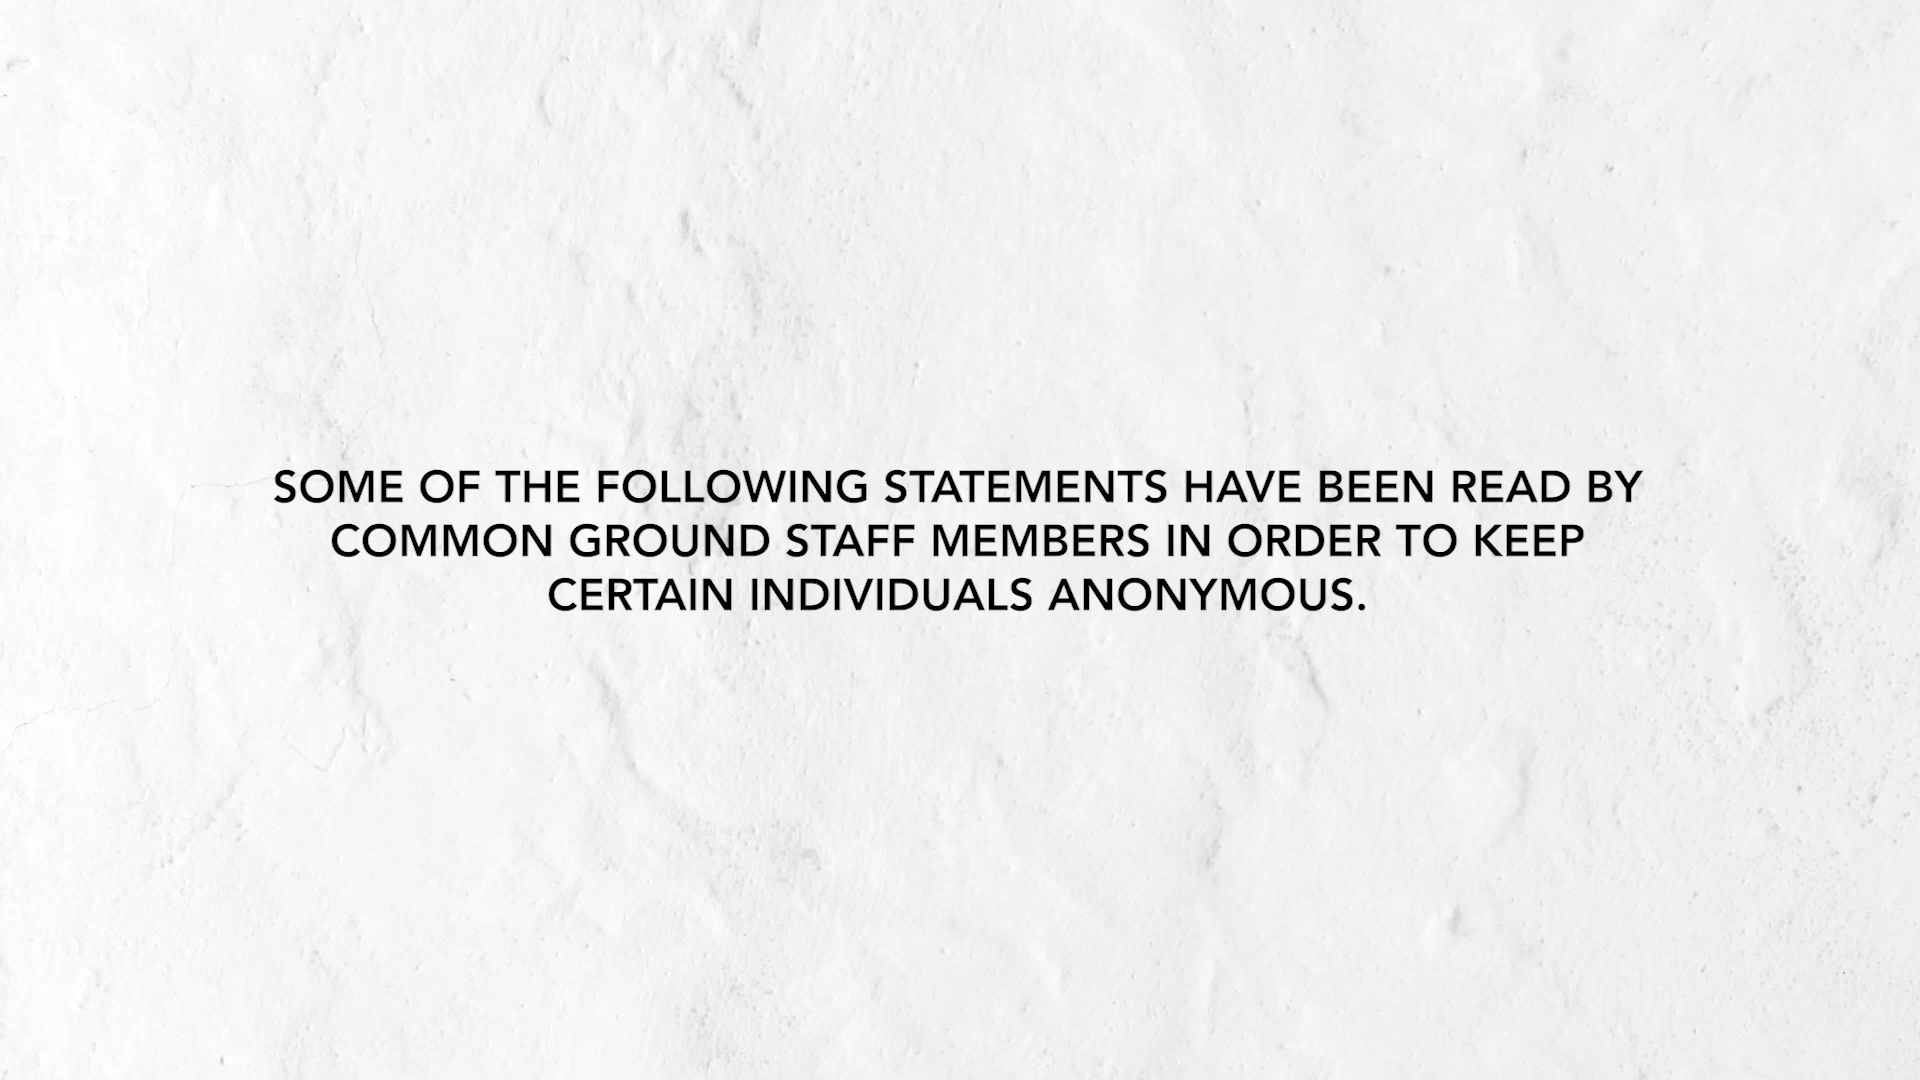 SOME OF THE FOLLOWING STATEMENTS HAVE BEEN READ BY
COMMON GROUND STAFF MEMBERS IN ORDER TO KEEP
CERTAIN INDIVIDUALS ANONYMOUS.